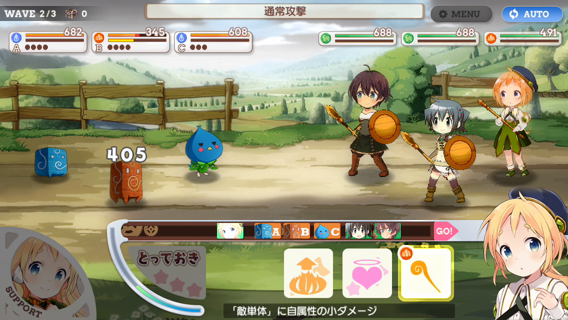 WAVE 2/3 0
通常攻撃
MENU
AUTO
682
A
345
B
608
C
688
688
491
405
A B C GO!
SUPPORT
とっておき
「敵単体」に自属性の小ダメージ